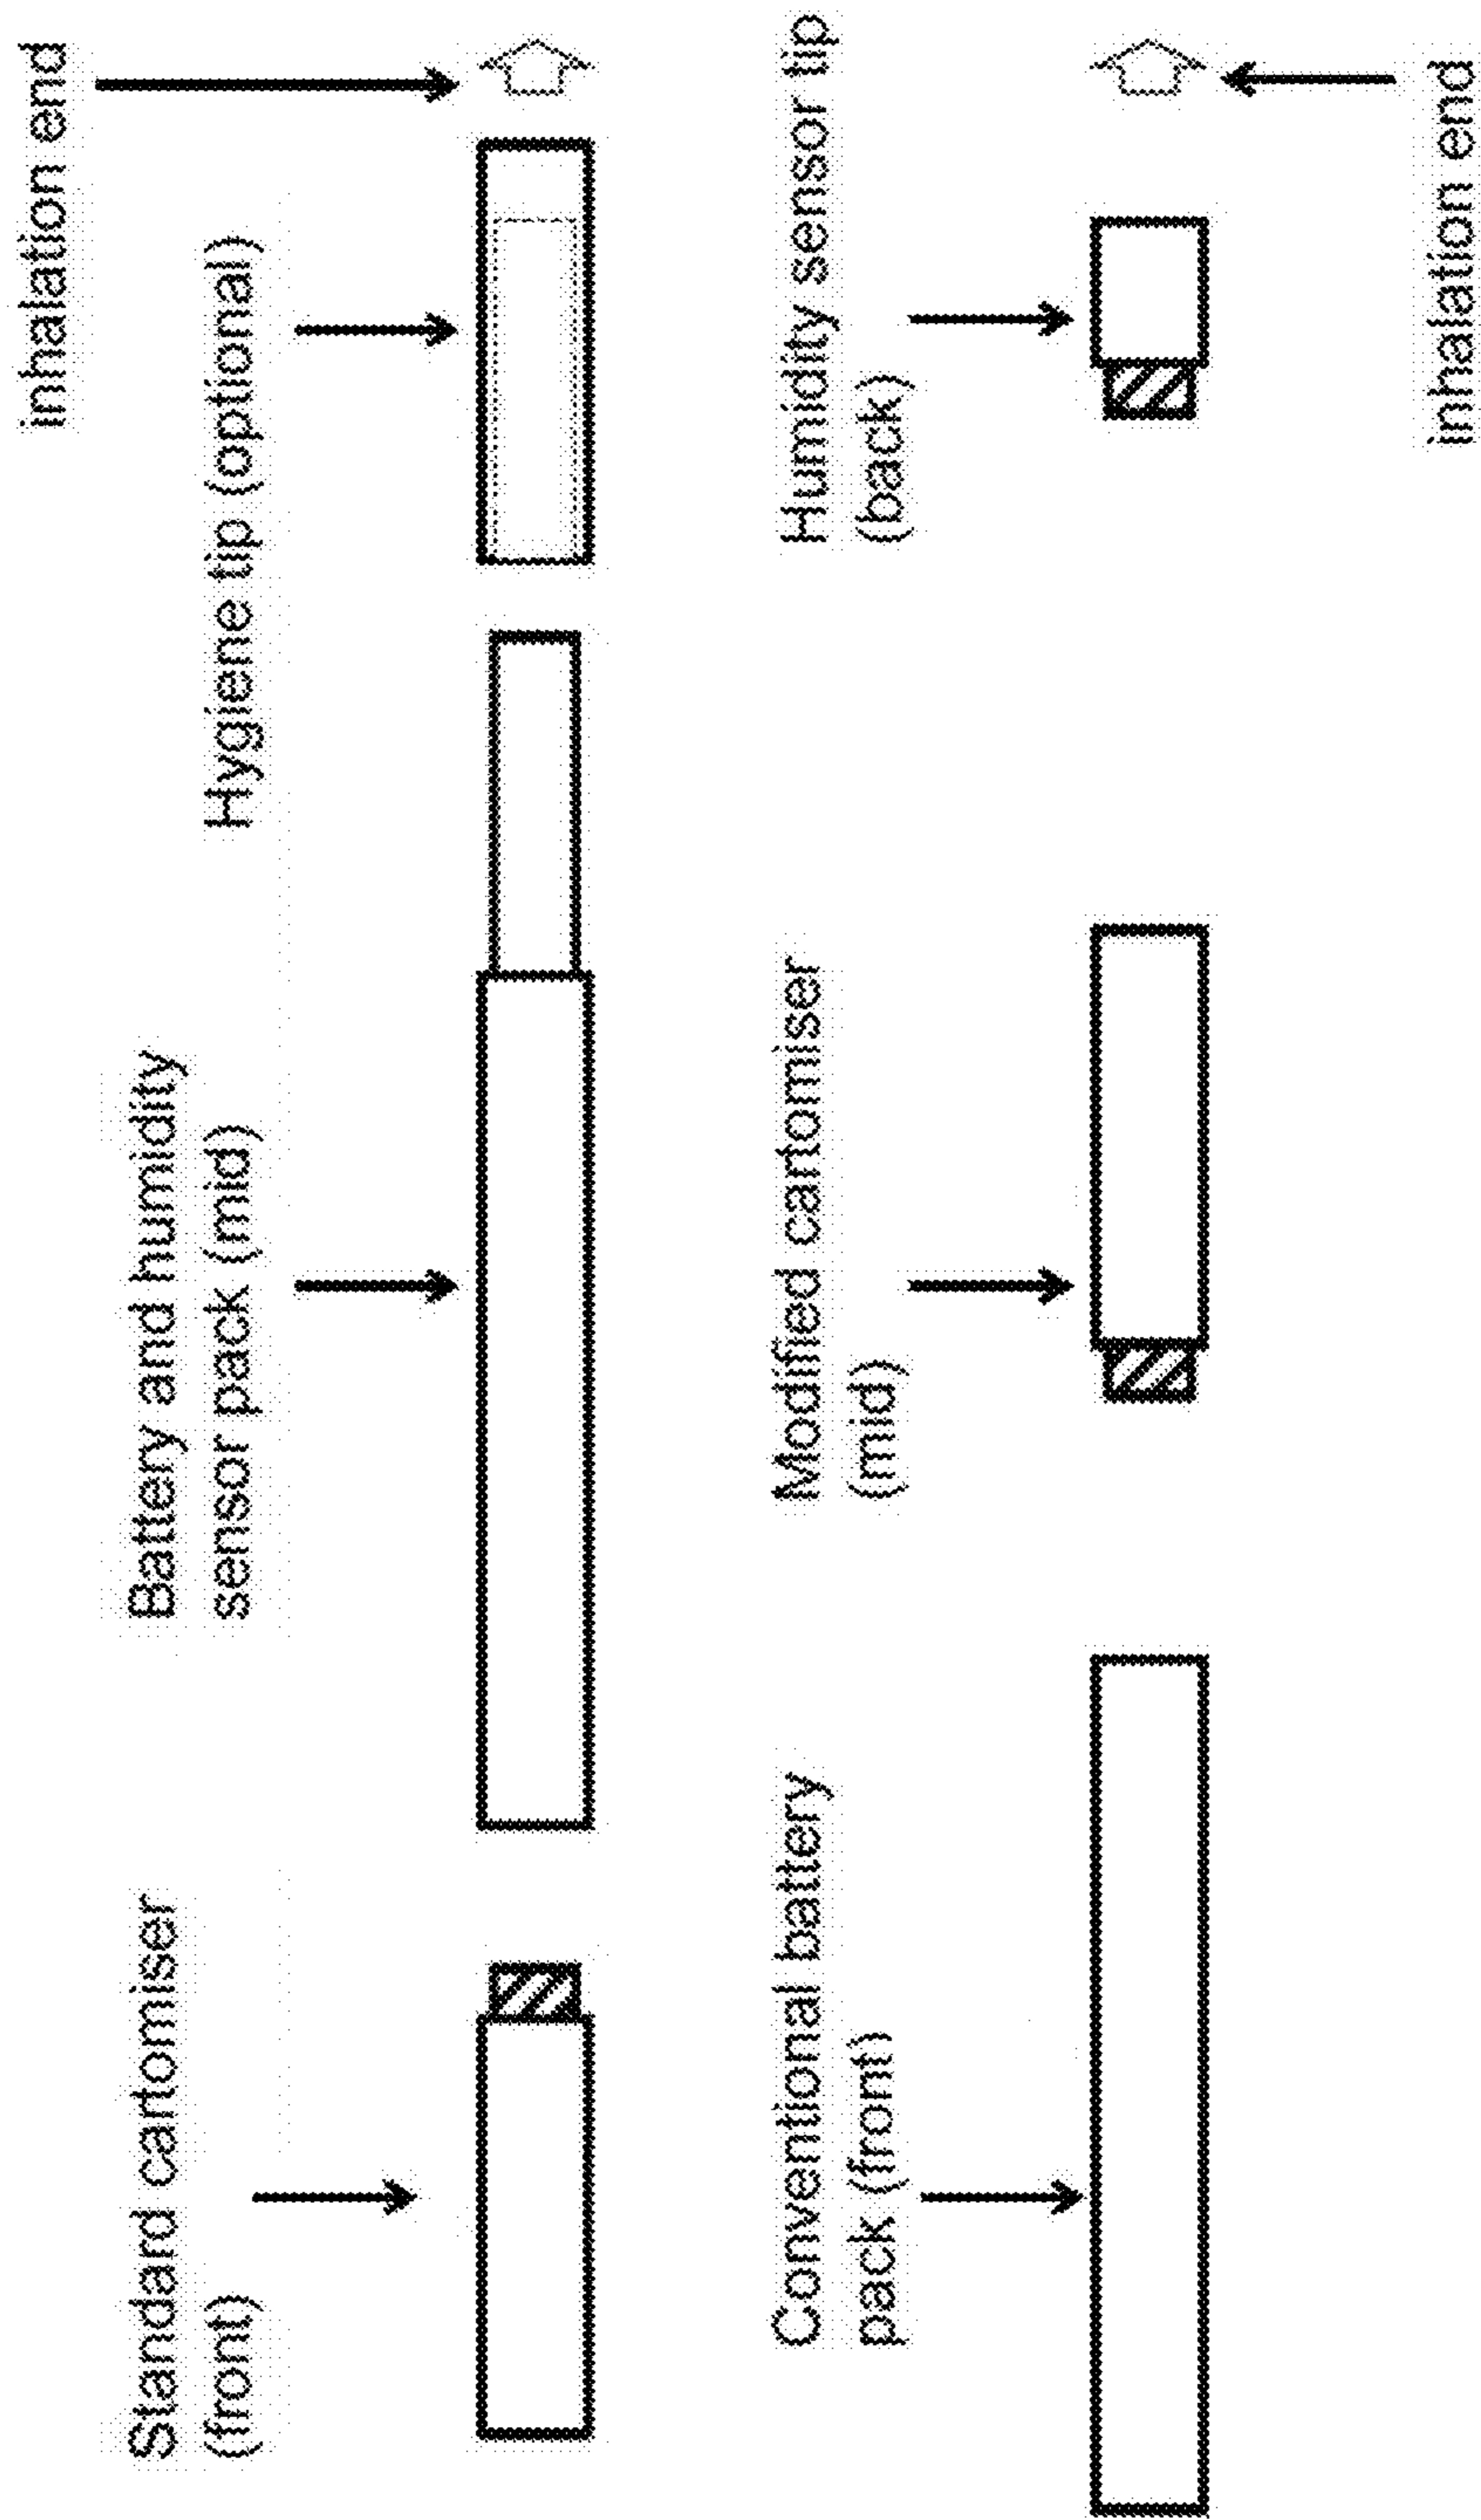 inhalation end
Hygiene tip (optional)
Battery and humidity
sensor pack (mid)
Standard cartomiser
(front)
Humidity sensor tip
(back)
Modified cartomiser
(mid)
Conventional battery
pack (front)
inhalation end